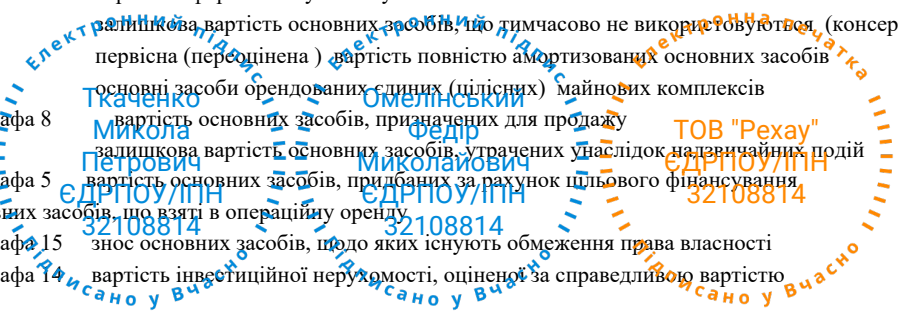 залишкова вартість основних засобів, що тимчасово не використовуються (консер
первісна (переоцінена ) вартість повністю амортизованих основних засобів
основні засоби орендованих єдиних (цілісних) майнових комплексів
афа 8 вартість основних засобів, призначених для продажу
залишкова вартість основних засобів, утрачених унаслідок надзвичайних подій
афа 5 вартість основних засобів, придбаних за рахунок цільового фінансування
них засобів, що взяті в операційну оренду
афа 15 знос основних засобів, щодо яких існують обмеження права власності
афа 14 вартість інвестиційної нерухомості, оціненої за справедливою вартістю
Електронний підпис
Ткаченко
Микола
Петрович
ЄДРПОУ/ІПН
32108814
Підписано у Вчасно
Електронний підпис
Омелінський
Федір
Миколайович
ЄДРПОУ/ІПН
32108814
Підписано у Вчасно
Електронна печатка
ТОВ "Рехау"
ЄДРПОУ/ІПН
32108814
Підписано у Вчасно